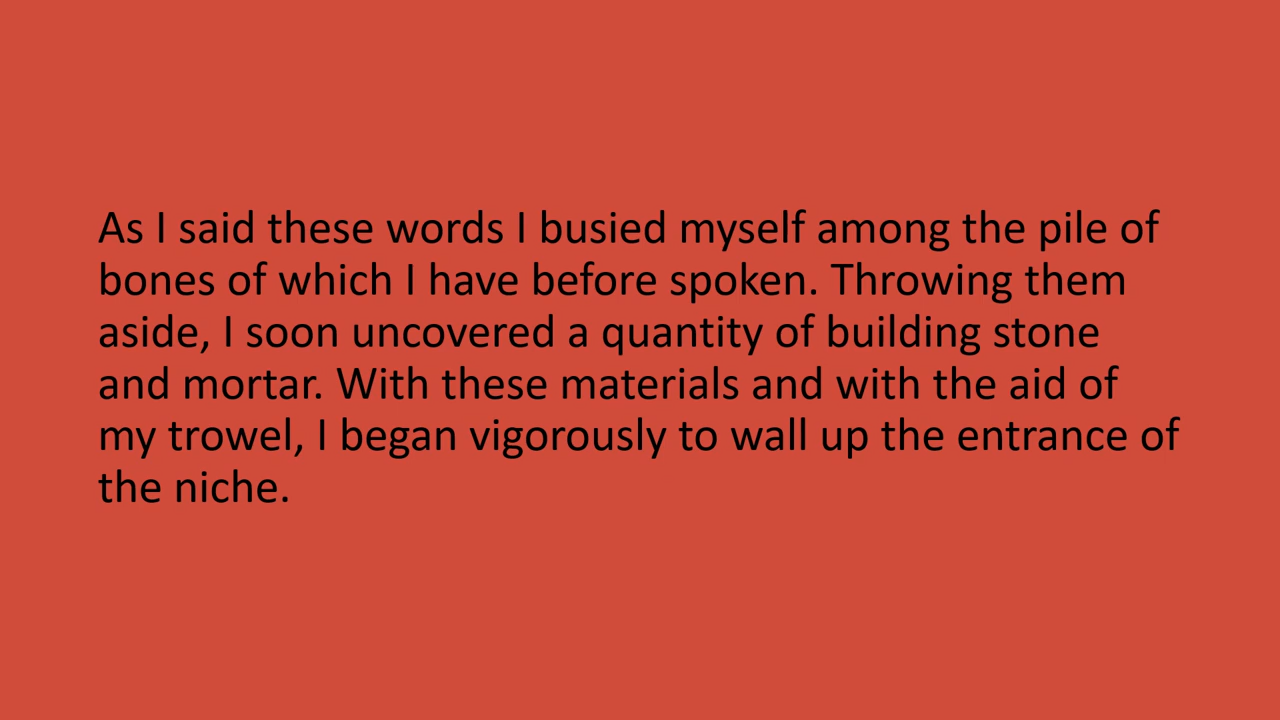 As I said these words I busied myself among the pile of
bones of which I have before spoken. Throwing them
aside, I soon uncovered a quantity of building stone
and mortar. With these materials and with the aid of
my trowel, I began vigorously to wall up the entrance of
the niche.